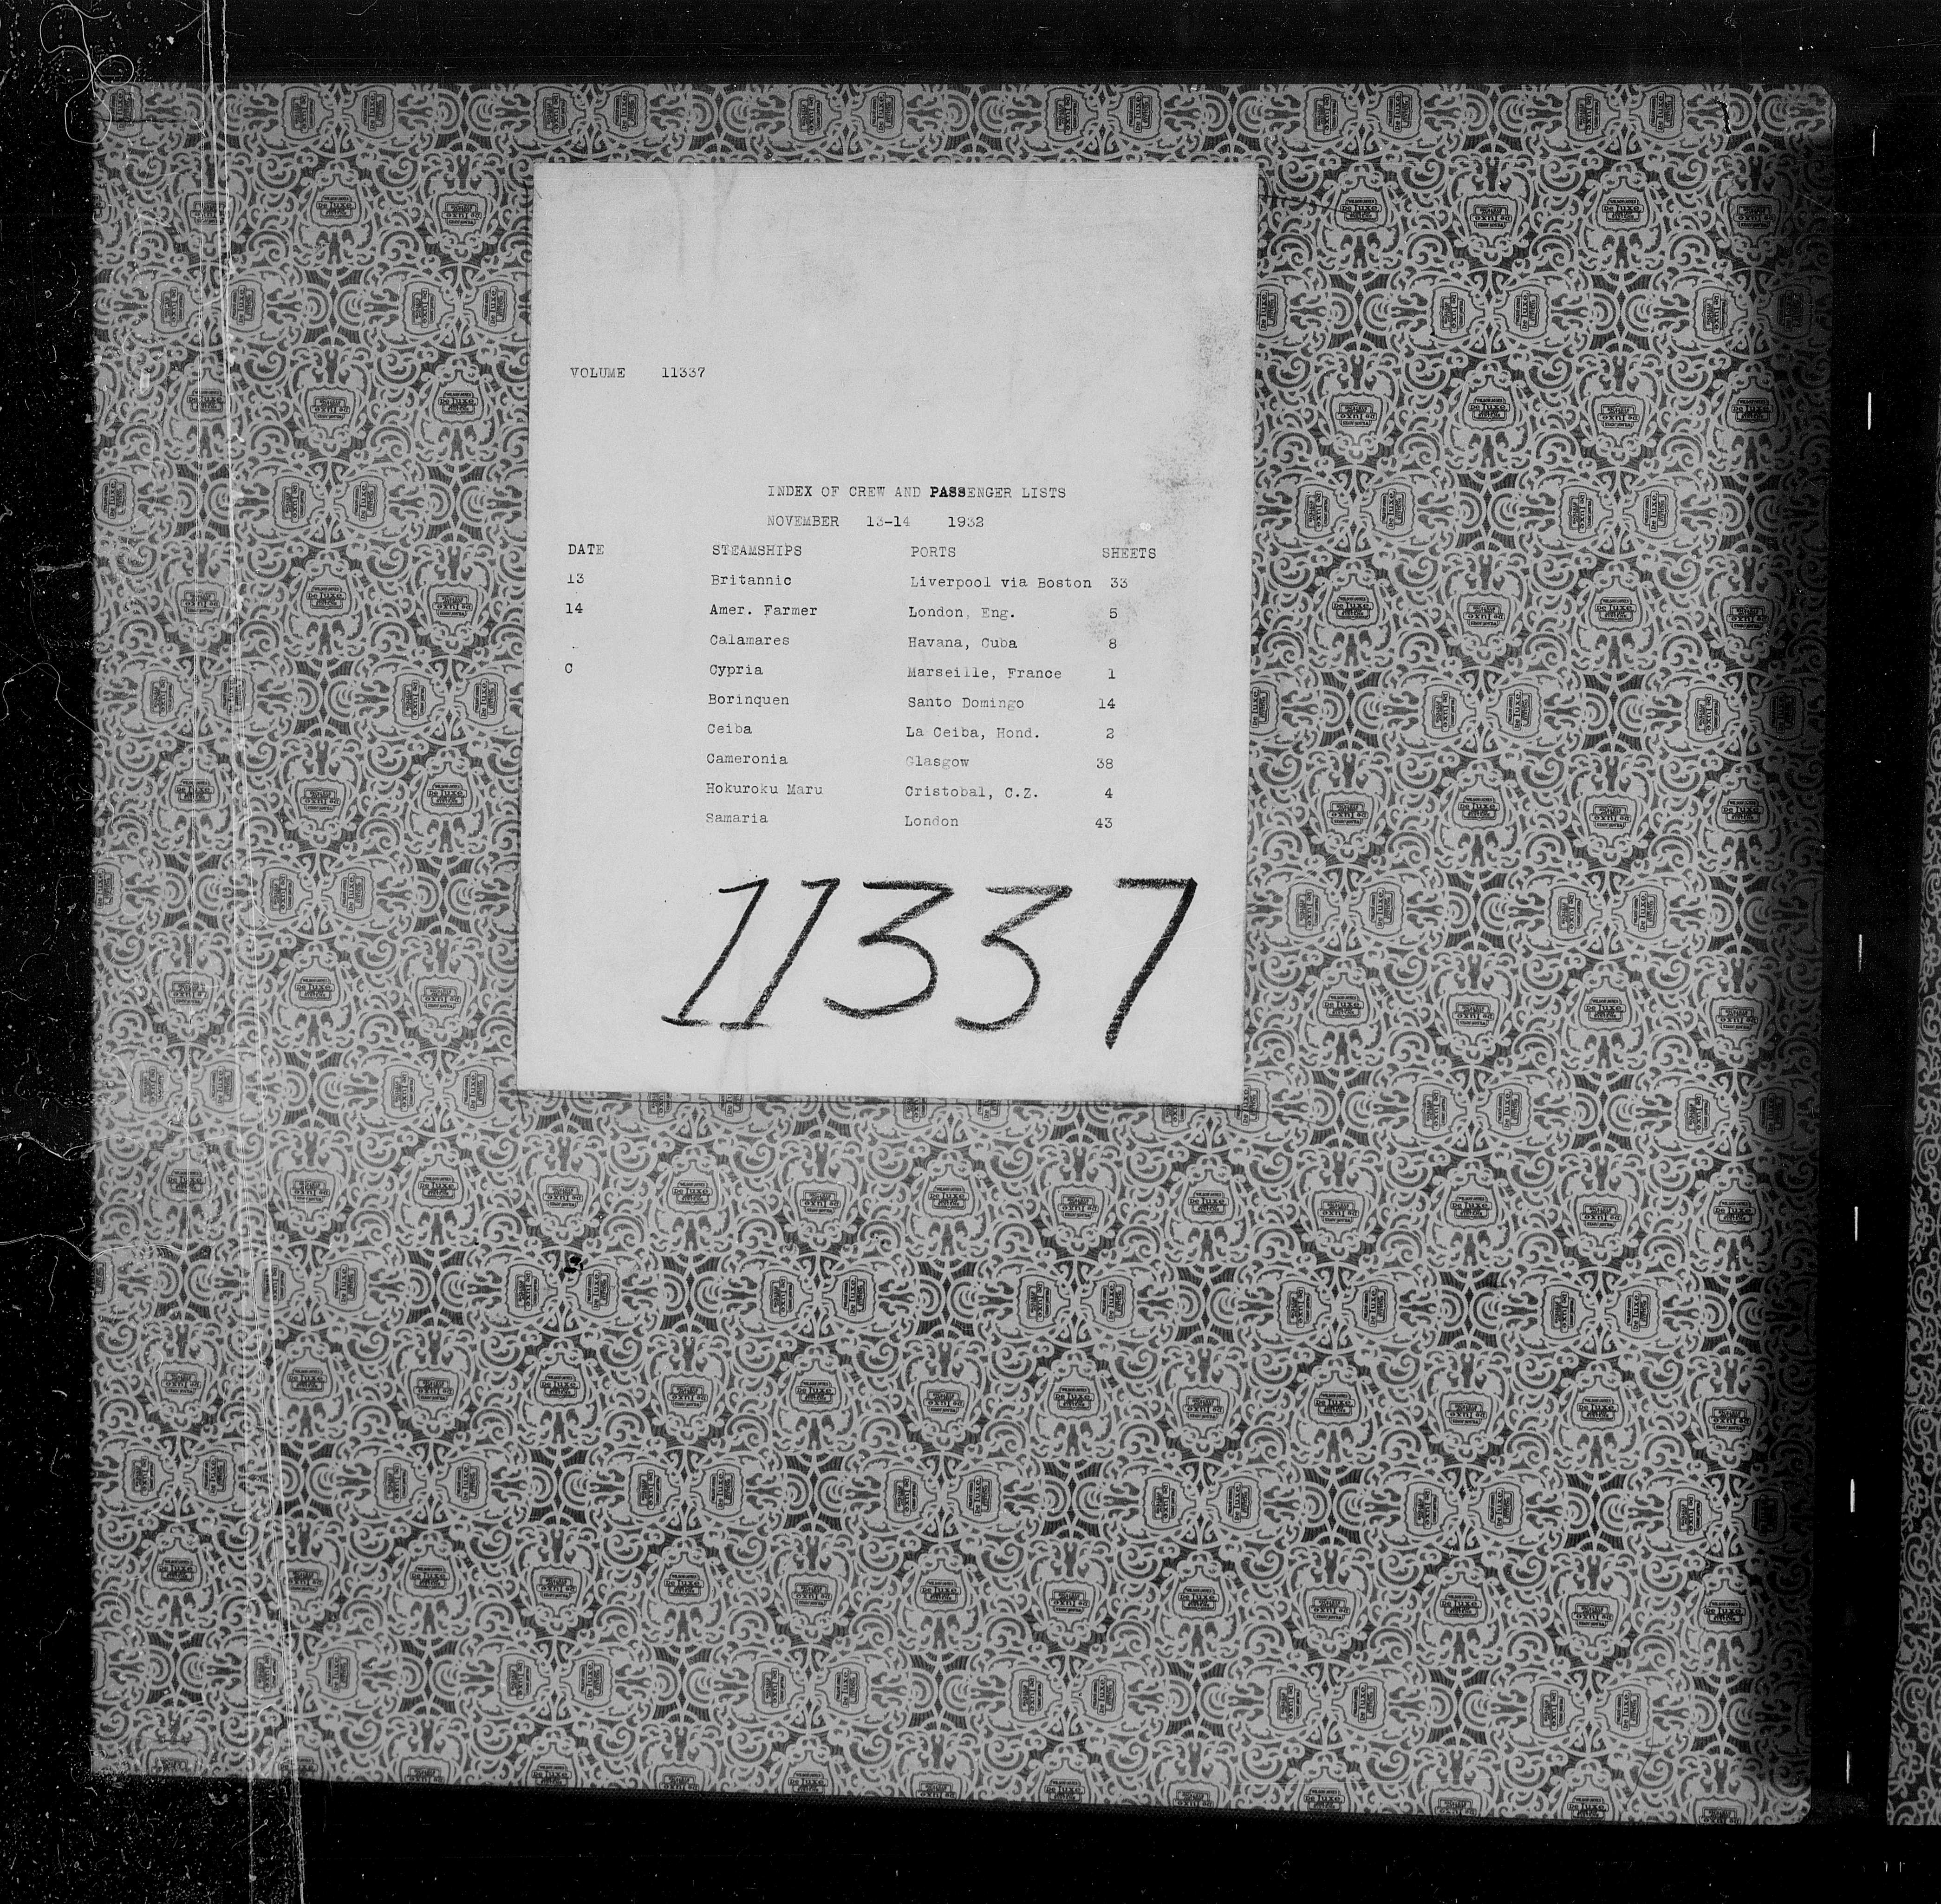 VOLUME 11337
INDEX OF CREW AND PASSENGER LISTS
NOVEMBER 13-14 1932
DATE STEAMSHIPS PORTS SHEETS
13 Britannic Liverpool via Boston 33
14 Amer. Farmer London, Eng. 5
Calamares Havana, Cuba 8
C Cypria Marseille, France 1
Borinquen Santo Domingo 14
Ceiba La Ceiba, Hond. 2
Cameronia Glasgow 38
Hokuroku Maru Cristobal, C.Z. 4
Samaria London 43
11337